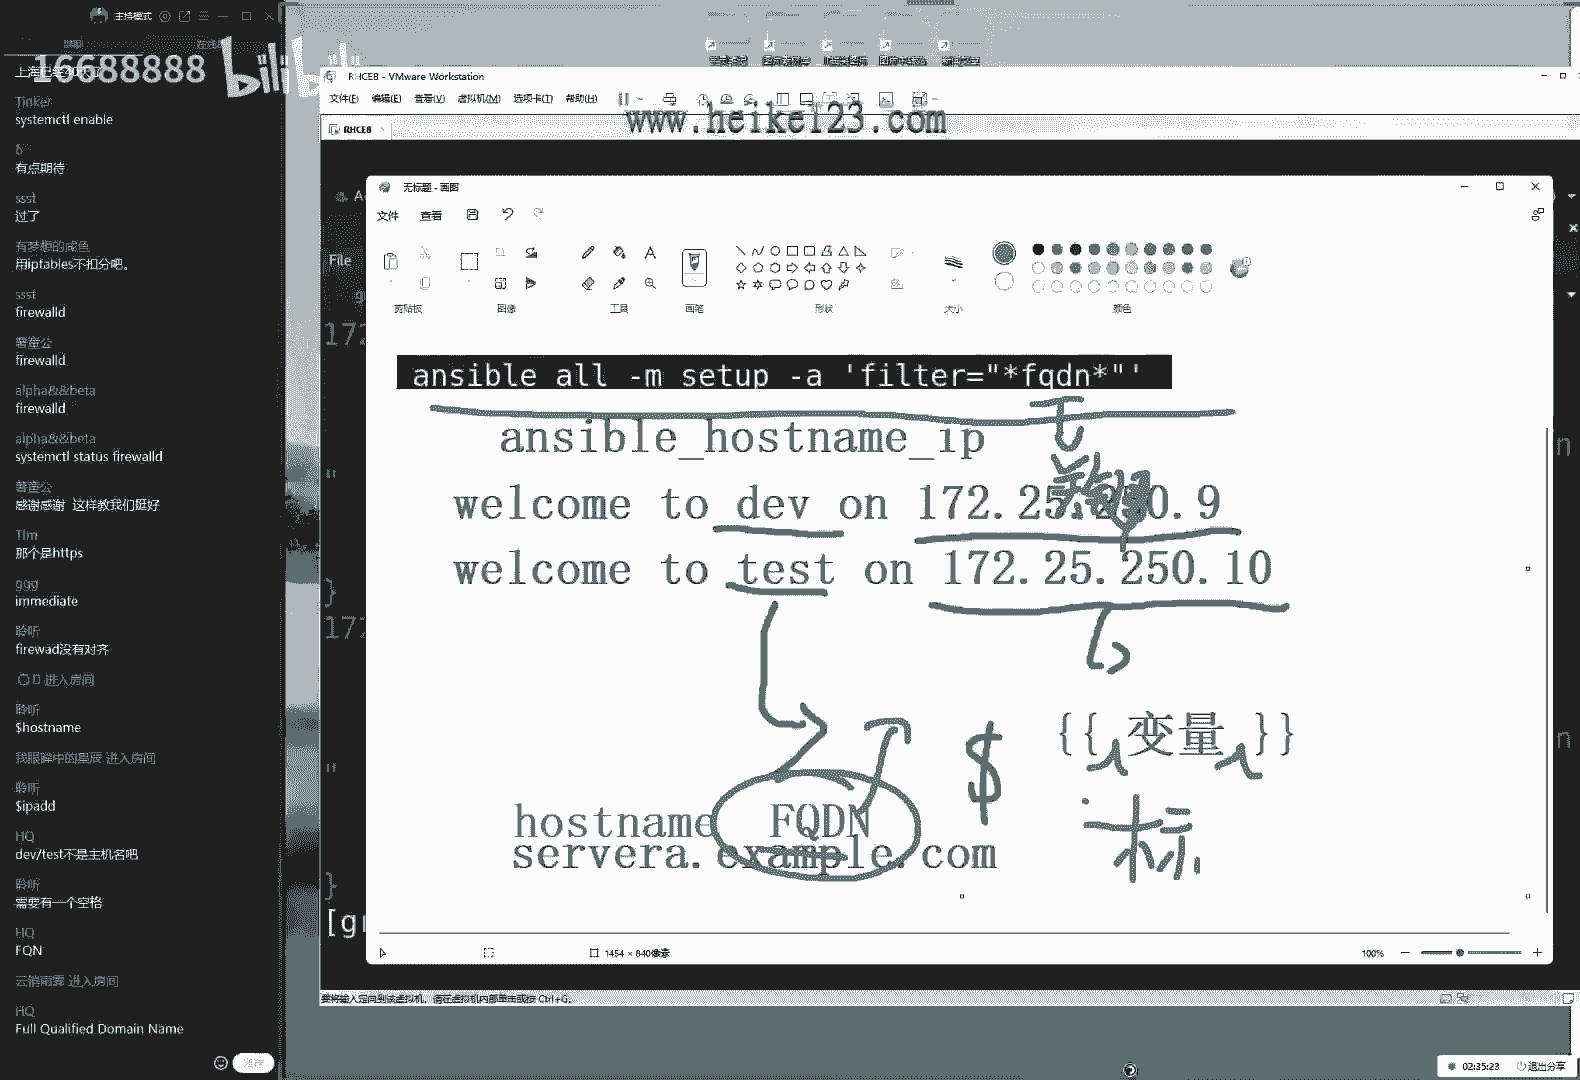 主持模式
16688888
bilibili
Tinker
systemctl enable
有点期待
ssst
过了
有梦想的咸鱼
用iptables不扣分吧。
ssst
firewalld
薯童公
firewalld
alpha&&beta
firewalld
alpha&&beta
systemctl status firewalld
薯童公
感谢感谢 这样教我们挺好
Tim
那个是https
ggg
immediate
聆听
firewad没有对齐
进入房间
聆听
$hostname
我眼瞳中的星辰 进入房间
聆听
$ipadd
HQ
dev/test不是主机名吧
聆听
需要有一个空格
HQ
FQN
云销雨霁 进入房间
HQ
Full Qualified Domain Name
发送
RHCE8 - VMware Workstation
文件(F) 编辑(E) 查看(V) 虚拟机(M) 选项卡(T) 帮助(H)
www.heike123.com
RHCE8
File
无标题 - 画图
文件 查看
剪贴板 图像 工具 画笔 形状 大小 颜色
ansible all -m setup -a 'filter="*fqdn*"'
ansible_hostname_ip
welcome to dev on 172.25.250.9
welcome to test on 172.25.250.10
$ {{ 变量 }}
hostname FQDN
servera.example.com
标
1454 × 840像素
100%
要将输入定向到该虚拟机，请在虚拟机内部单击或按 Ctrl+G。
02:35:23 退出分享